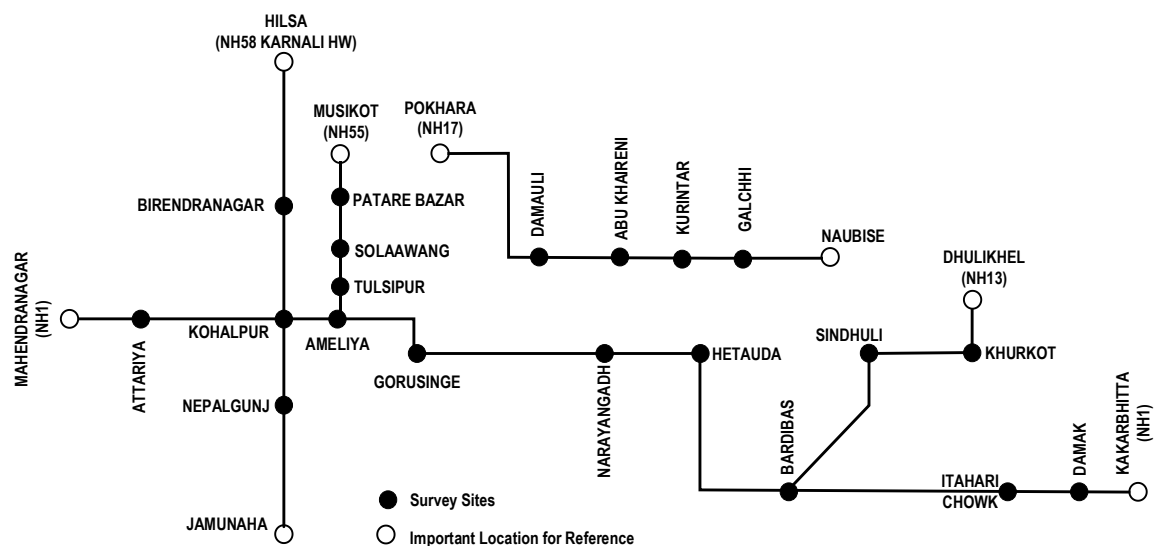 HILSA
(NH58 KARNALI HW)
MUSIKOT
(NH55)
POKHARA
(NH17)
BIRENDRANAGAR
PATARE BAZAR
SOLAAWANG
TULSIPUR
DAMAULI
ABU KHAIRENI
KURINTAR
GALCHHI
NAUBISE
DHULIKHEL
(NH13)
MAHENDRANAGAR
(NH1)
ATTARIYA
KOHALPUR
AMELIYA
GORUSINGE
NARAYANGADH
HETAUDA
SINDHULI
KHURKOT
NEPALGUNJ
BARDIBAS
ITAHARI
CHOWK
DAMAK
KAKARBHITTA
(NH1)
JAMUNAHA
Survey Sites
Important Location for Reference